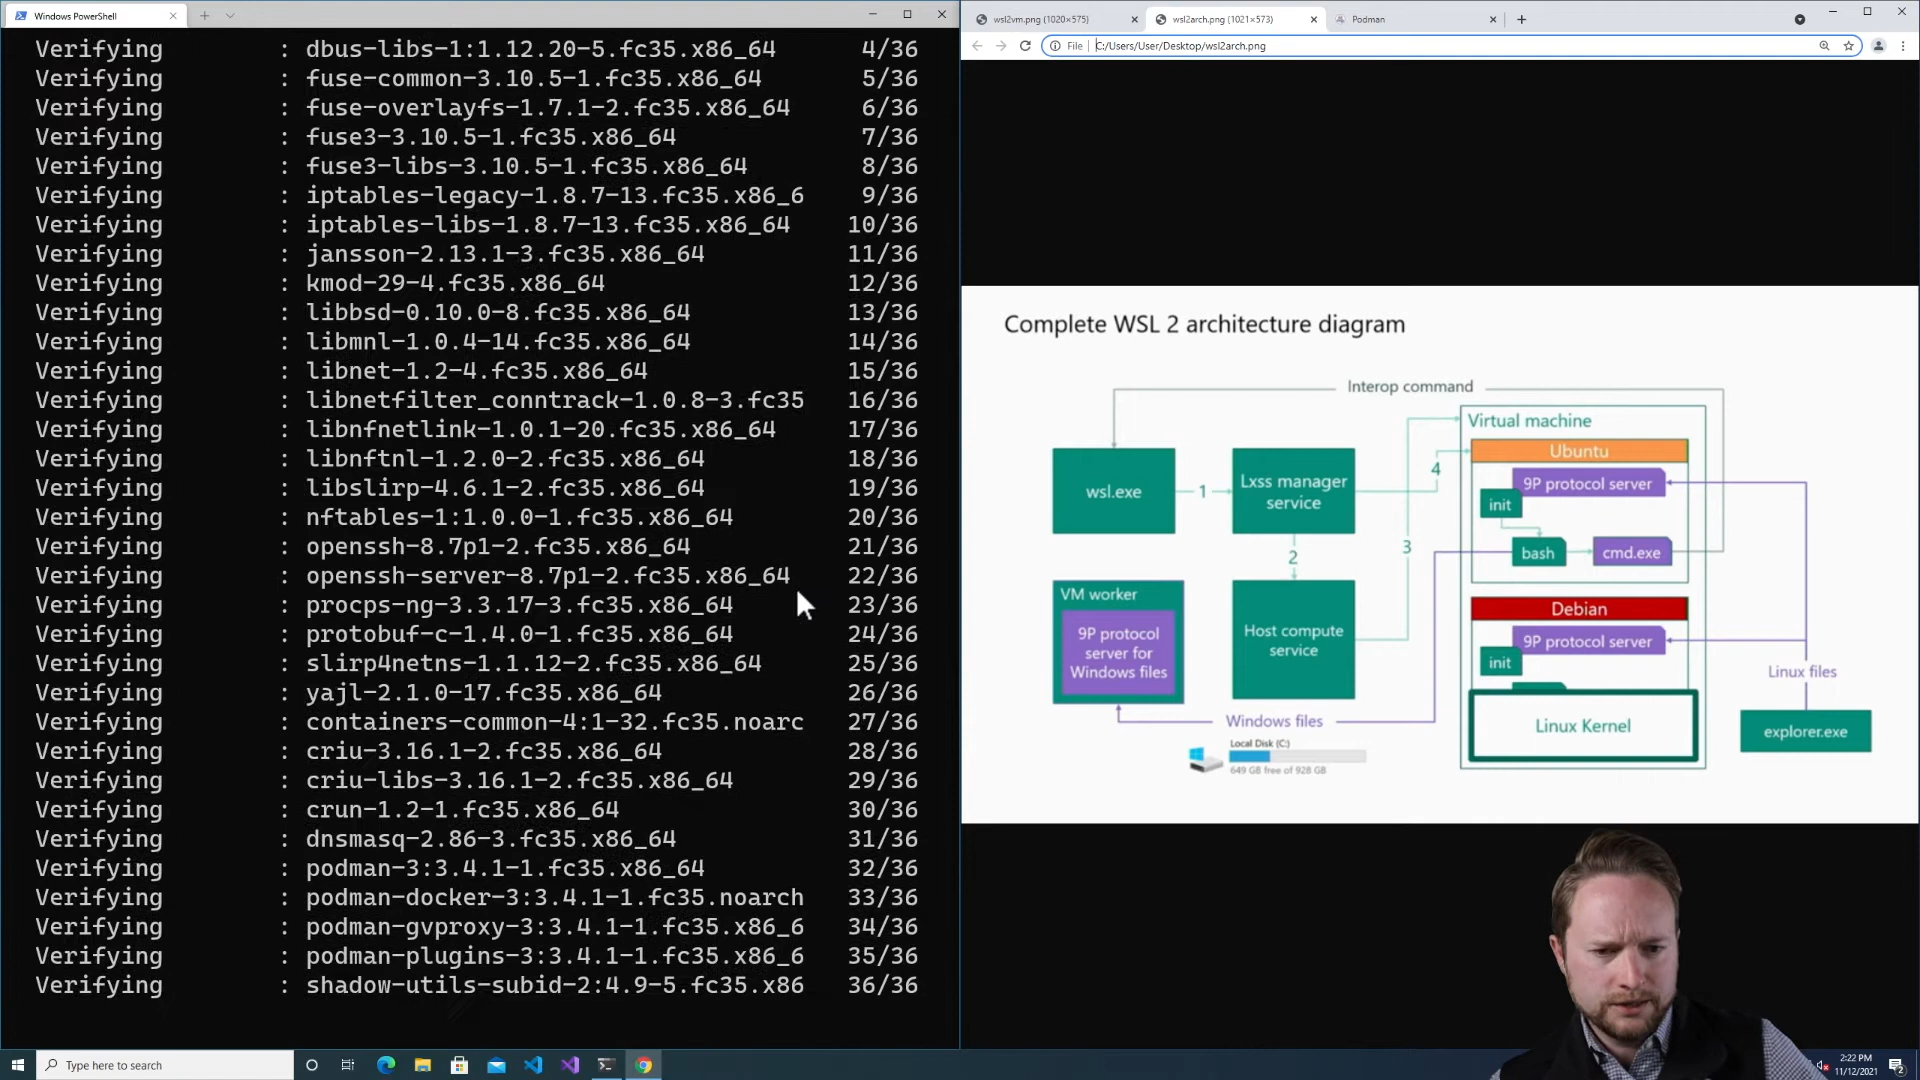 Windows PowerShell
Verifying : dbus-libs-1:1.12.20-5.fc35.x86_64 4/36
Verifying : fuse-common-3.10.5-1.fc35.x86_64 5/36
Verifying : fuse-overlayfs-1.7.1-2.fc35.x86_64 6/36
Verifying : fuse3-3.10.5-1.fc35.x86_64 7/36
Verifying : fuse3-libs-3.10.5-1.fc35.x86_64 8/36
Verifying : iptables-legacy-1.8.7-13.fc35.x86_6 9/36
Verifying : iptables-libs-1.8.7-13.fc35.x86_64 10/36
Verifying : jansson-2.13.1-3.fc35.x86_64 11/36
Verifying : kmod-29-4.fc35.x86_64 12/36
Verifying : libbsd-0.10.0-8.fc35.x86_64 13/36
Verifying : libmnl-1.0.4-14.fc35.x86_64 14/36
Verifying : libnet-1.2-4.fc35.x86_64 15/36
Verifying : libnetfilter_conntrack-1.0.8-3.fc35 16/36
Verifying : libnfnetlink-1.0.1-20.fc35.x86_64 17/36
Verifying : libnftnl-1.2.0-2.fc35.x86_64 18/36
Verifying : libslirp-4.6.1-2.fc35.x86_64 19/36
Verifying : nftables-1:1.0.0-1.fc35.x86_64 20/36
Verifying : openssh-8.7p1-2.fc35.x86_64 21/36
Verifying : openssh-server-8.7p1-2.fc35.x86_64 22/36
Verifying : procps-ng-3.3.17-3.fc35.x86_64 23/36
Verifying : protobuf-c-1.4.0-1.fc35.x86_64 24/36
Verifying : slirp4netns-1.1.12-2.fc35.x86_64 25/36
Verifying : yajl-2.1.0-17.fc35.x86_64 26/36
Verifying : containers-common-4:1-32.fc35.noarc 27/36
Verifying : criu-3.16.1-2.fc35.x86_64 28/36
Verifying : criu-libs-3.16.1-2.fc35.x86_64 29/36
Verifying : crun-1.2-1.fc35.x86_64 30/36
Verifying : dnsmasq-2.86-3.fc35.x86_64 31/36
Verifying : podman-3:3.4.1-1.fc35.x86_64 32/36
Verifying : podman-docker-3:3.4.1-1.fc35.noarch 33/36
Verifying : podman-gvproxy-3:3.4.1-1.fc35.x86_6 34/36
Verifying : podman-plugins-3:3.4.1-1.fc35.x86_6 35/36
Verifying : shadow-utils-subid-2:4.9-5.fc35.x86 36/36
wsl2vm.png (1020×575)
wsl2arch.png (1021×573)
Podman
File
C:/Users/User/Desktop/wsl2arch.png
Complete WSL 2 architecture diagram
Interop command
Virtual machine
Ubuntu
9P protocol server
init
bash
cmd.exe
wsl.exe
1
Lxss manager
service
4
2
3
VM worker
9P protocol
server for
Windows files
Host compute
service
Debian
9P protocol server
init
Linux Kernel
Linux files
explorer.exe
Windows files
Local Disk (C:)
649 GB free of 928 GB
Type here to search
2:22 PM
11/12/2021
2